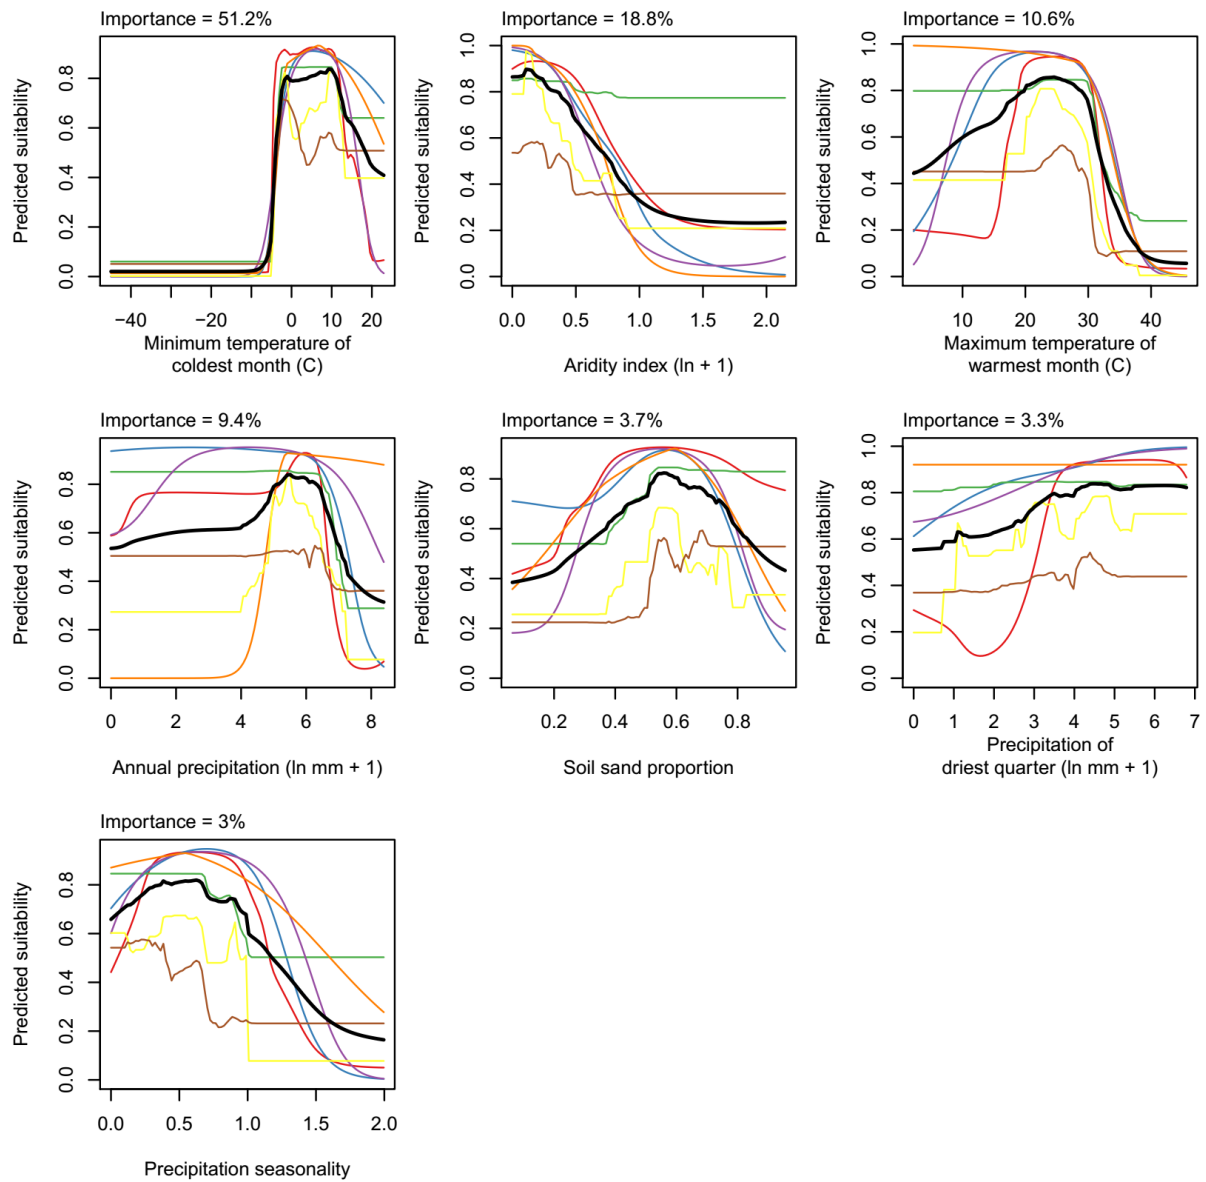 Importance = 51.2%
Predicted suitability
0.0 0.2 0.4 0.6 0.8
−40 −20 0 10 20
Minimum temperature of
coldest month (C)
Importance = 18.8%
Predicted suitability
0.0 0.2 0.4 0.6 0.8 1.0
0.0 0.5 1.0 1.5 2.0
Aridity index (ln + 1)
Importance = 10.6%
Predicted suitability
0.0 0.2 0.4 0.6 0.8 1.0
10 20 30 40
Maximum temperature of
warmest month (C)
Importance = 9.4%
Predicted suitability
0.0 0.2 0.4 0.6 0.8
0 2 4 6 8
Annual precipitation (ln mm + 1)
Importance = 3.7%
Predicted suitability
0.0 0.2 0.4 0.6 0.8
0.2 0.4 0.6 0.8
Soil sand proportion
Importance = 3.3%
Predicted suitability
0.0 0.2 0.4 0.6 0.8 1.0
0 1 2 3 4 5 6 7
Precipitation of
driest quarter (ln mm + 1)
Importance = 3%
Predicted suitability
0.0 0.2 0.4 0.6 0.8
0.0 0.5 1.0 1.5 2.0
Precipitation seasonality